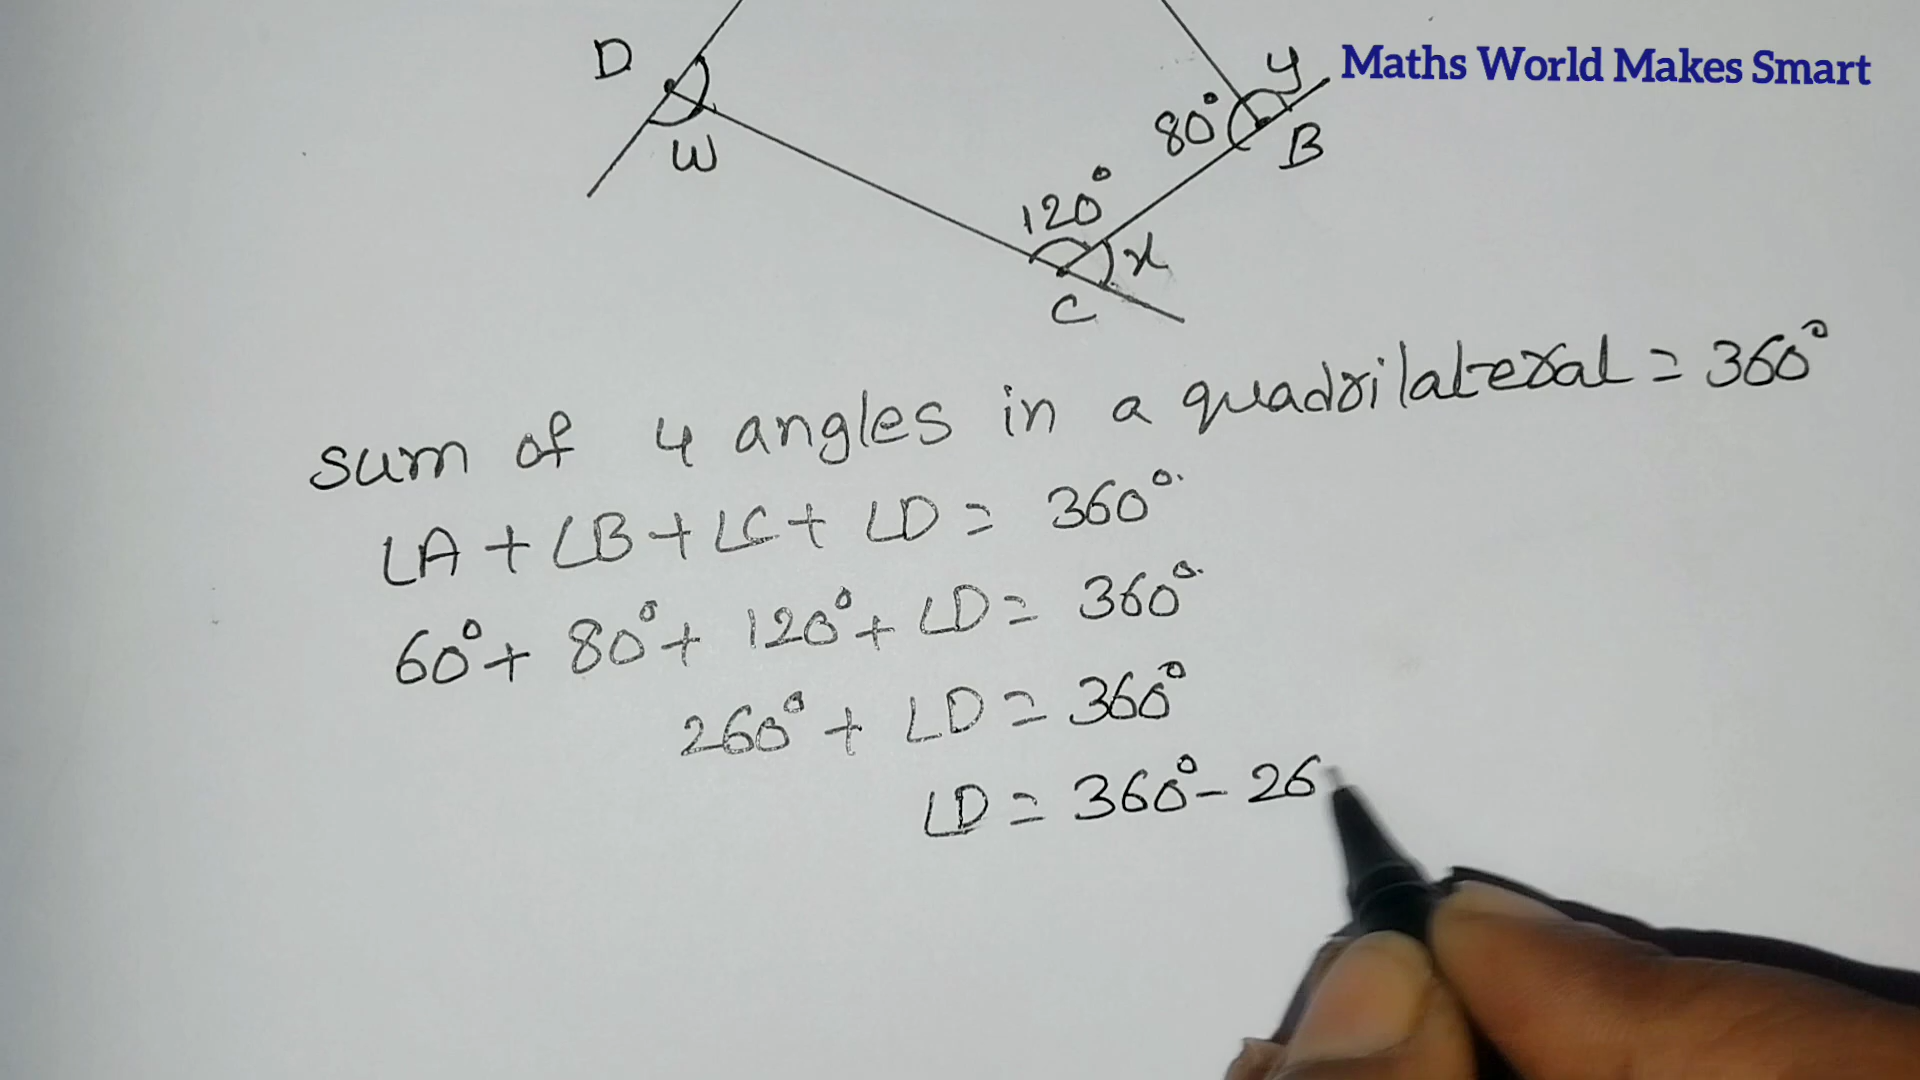 D
W
80°
y
B
120°
x
C
Maths World Makes Smart
sum of 4 angles in a quadrilateral = 360°
∠A + ∠B + ∠C + ∠D = 360°
60° + 80° + 120° + ∠D = 360°
260° + ∠D = 360°
∠D = 360° - 26